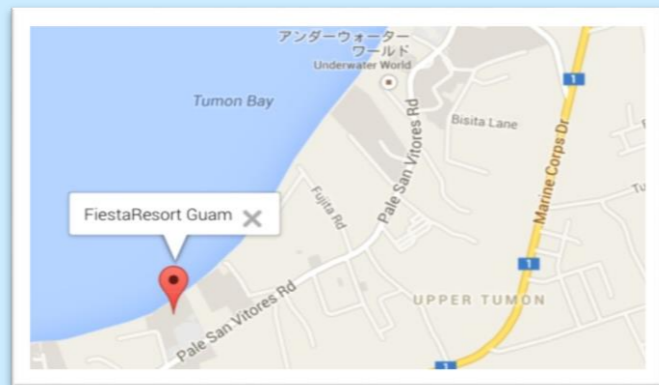 アンダーウォーター
ワールド
Underwater World
Tumon Bay
1
Bisita Lane
Pale San Vitores Rd
Marine Corps Dr
FiestaResort Guam
Fujita Rd
1
UPPER TUMON
Pale San Vitores Rd
1